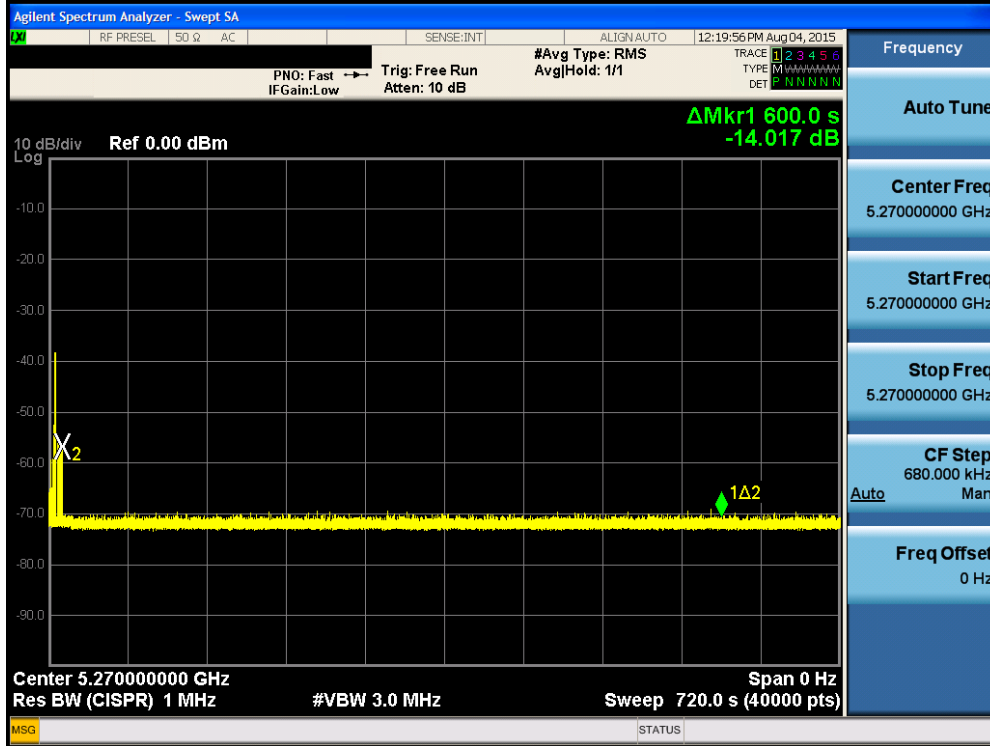 Agilent Spectrum Analyzer - Swept SA
LXI RF PRESEL 50 Ω AC SENSE:INT ALIGN AUTO 12:19:56 PM Aug 04, 2015
Frequency
PNO: Fast
IFGain:Low
Trig: Free Run
Atten: 10 dB
#Avg Type: RMS
Avg|Hold: 1/1
TRACE 1 2 3 4 5 6
TYPE M WWWWW
DET P N N N N N
ΔMkr1 600.0 s
-14.017 dB
10 dB/div Ref 0.00 dBm
Log
-10.0
-20.0
-30.0
-40.0
-50.0
-60.0
-70.0
-80.0
-90.0
X2
1Δ2
Center 5.270000000 GHz Span 0 Hz
Res BW (CISPR) 1 MHz #VBW 3.0 MHz Sweep 720.0 s (40000 pts)
Auto Tune
Center Freq
5.270000000 GHz
Start Freq
5.270000000 GHz
Stop Freq
5.270000000 GHz
CF Step
680.000 kHz
Auto Man
Freq Offset
0 Hz
MSG STATUS